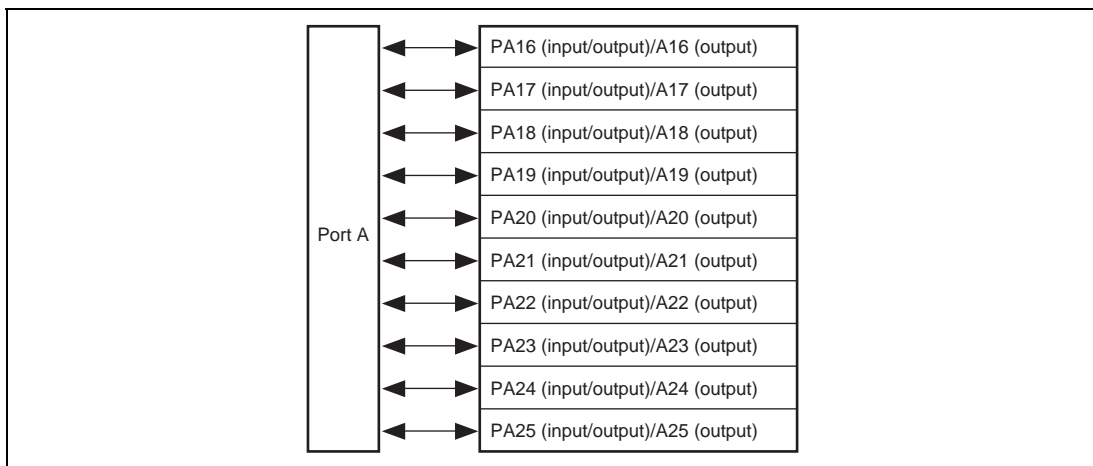 PA16 (input/output)/A16 (output)
PA17 (input/output)/A17 (output)
PA18 (input/output)/A18 (output)
PA19 (input/output)/A19 (output)
PA20 (input/output)/A20 (output)
Port A
PA21 (input/output)/A21 (output)
PA22 (input/output)/A22 (output)
PA23 (input/output)/A23 (output)
PA24 (input/output)/A24 (output)
PA25 (input/output)/A25 (output)